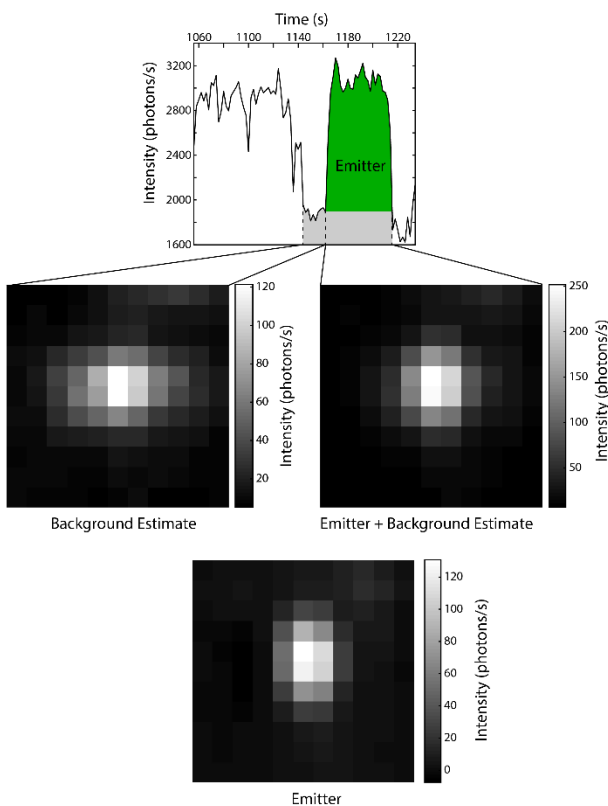 Time (s)
1060 1100 1140 1180 1220
3200
2800
2400
2000
1600
Intensity (photons/s)
Emitter
120
100
80
60
40
20
Intensity (photons/s)
250
200
150
100
50
Intensity (photons/s)
Background Estimate
Emitter + Background Estimate
120
100
80
60
40
20
0
Intensity (photons/s)
Emitter